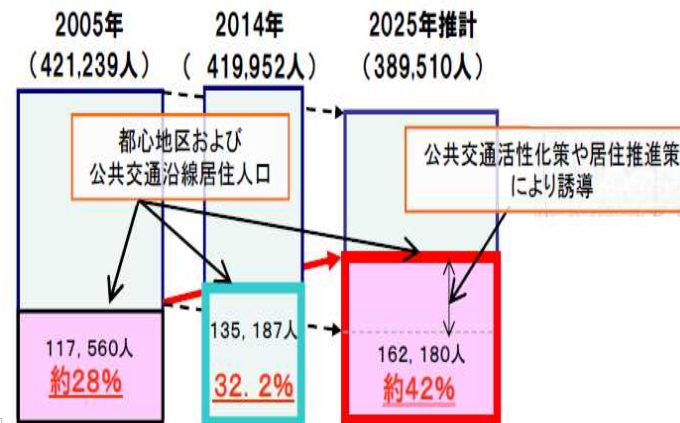 2005年
(421,239人)
2014年
( 419,952人)
2025年推計
(389,510人)
都心地区および
公共交通沿線居住人口
公共交通活性化策や居住推進策
により誘導
117, 560人
約28%
135, 187人
32. 2%
162, 180人
約42%